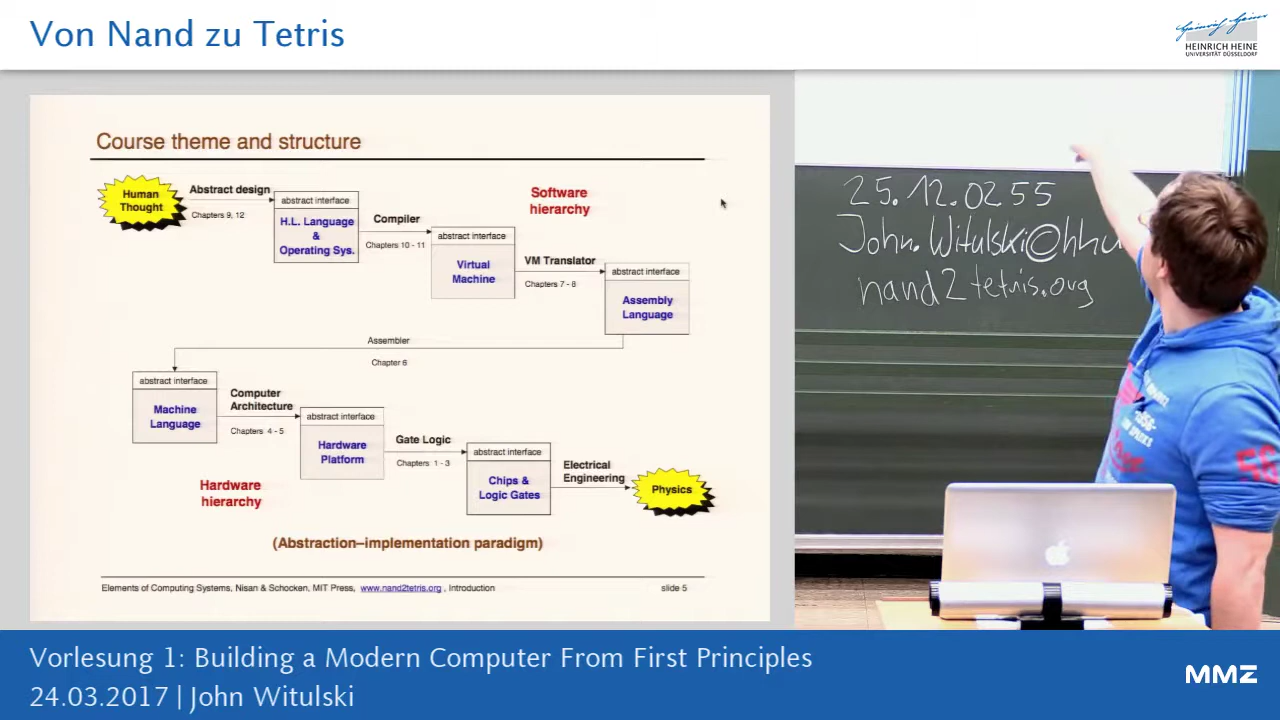 Von Nand zu Tetris
HEINRICH HEINE
UNIVERSITÄT DÜSSELDORF
Course theme and structure
Human
Thought
Abstract design
Chapters 9, 12
abstract interface
H.L. Language
&
Operating Sys.
Compiler
Chapters 10 - 11
abstract interface
Virtual
Machine
Software
hierarchy
VM Translator
Chapters 7 - 8
abstract interface
Assembly
Language
Assembler
Chapter 6
abstract interface
Machine
Language
Computer
Architecture
Chapters 4 - 5
abstract interface
Hardware
Platform
Gate Logic
Chapters 1 - 3
abstract interface
Chips &
Logic Gates
Electrical
Engineering
Physics
Hardware
hierarchy
(Abstraction–implementation paradigm)
Elements of Computing Systems, Nisan & Schocken, MIT Press, www.nand2tetris.org , Introduction
slide 5
25.12.0255
John.Witulski@hhu
nand2tetris.org
56
Vorlesung 1: Building a Modern Computer From First Principles
24.03.2017 | John Witulski
MMZ